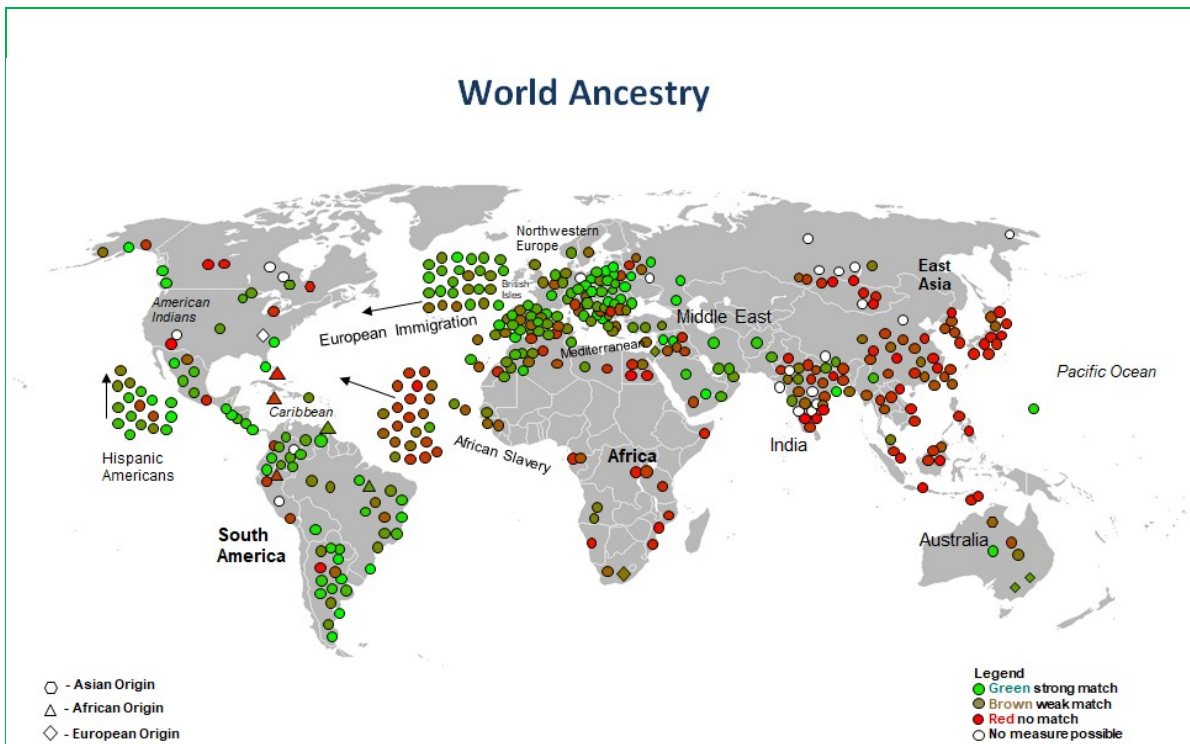 World Ancestry
Northwestern
Europe
British
Isles
East
Asia
American
Indians
European Immigration
Middle East
Mediterranean
Pacific Ocean
Caribbean
Hispanic
Americans
African Slavery
Africa
India
South
America
Australia
- Asian Origin
- African Origin
- European Origin
Legend
Green strong match
Brown weak match
Red no match
No measure possible